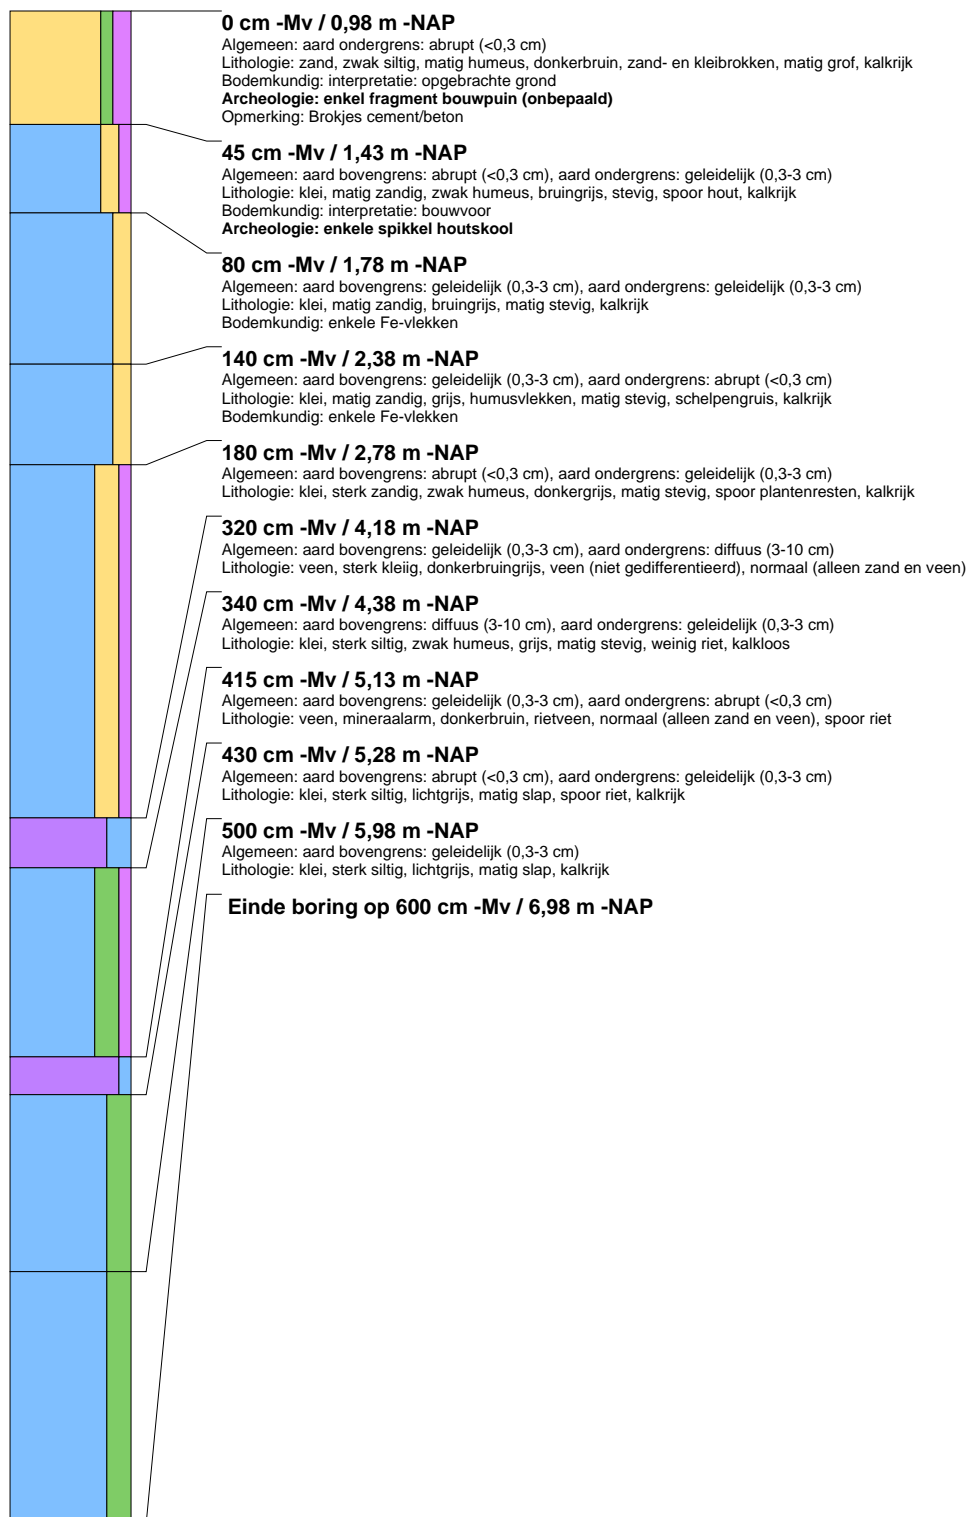 0 cm -Mv / 0,98 m -NAP
Algemeen: aard ondergrens: abrupt (<0,3 cm)
Lithologie: zand, zwak siltig, matig humeus, donkerbruin, zand- en kleibrokken, matig grof, kalkrijk
Bodemkundig: interpretatie: opgebrachte grond
Archeologie: enkel fragment bouwpuin (onbepaald)
Opmerking: Brokjes cement/beton
45 cm -Mv / 1,43 m -NAP
Algemeen: aard bovengrens: abrupt (<0,3 cm), aard ondergrens: geleidelijk (0,3-3 cm)
Lithologie: klei, matig zandig, zwak humeus, bruingrijs, stevig, spoor hout, kalkrijk
Bodemkundig: interpretatie: bouwvoor
Archeologie: enkele spikkel houtskool
80 cm -Mv / 1,78 m -NAP
Algemeen: aard bovengrens: geleidelijk (0,3-3 cm), aard ondergrens: geleidelijk (0,3-3 cm)
Lithologie: klei, matig zandig, bruingrijs, matig stevig, kalkrijk
Bodemkundig: enkele Fe-vlekken
140 cm -Mv / 2,38 m -NAP
Algemeen: aard bovengrens: geleidelijk (0,3-3 cm), aard ondergrens: abrupt (<0,3 cm)
Lithologie: klei, matig zandig, grijs, humusvlekken, matig stevig, schelpengruis, kalkrijk
Bodemkundig: enkele Fe-vlekken
180 cm -Mv / 2,78 m -NAP
Algemeen: aard bovengrens: abrupt (<0,3 cm), aard ondergrens: geleidelijk (0,3-3 cm)
Lithologie: klei, sterk zandig, zwak humeus, donkergrijs, matig stevig, spoor plantenresten, kalkrijk
320 cm -Mv / 4,18 m -NAP
Algemeen: aard bovengrens: geleidelijk (0,3-3 cm), aard ondergrens: diffuus (3-10 cm)
Lithologie: veen, sterk kleiig, donkerbruingrijs, veen (niet gedifferentieerd), normaal (alleen zand en veen)
340 cm -Mv / 4,38 m -NAP
Algemeen: aard bovengrens: diffuus (3-10 cm), aard ondergrens: geleidelijk (0,3-3 cm)
Lithologie: klei, sterk siltig, zwak humeus, grijs, matig stevig, weinig riet, kalkloos
415 cm -Mv / 5,13 m -NAP
Algemeen: aard bovengrens: geleidelijk (0,3-3 cm), aard ondergrens: abrupt (<0,3 cm)
Lithologie: veen, mineraalarm, donkerbruin, rietveen, normaal (alleen zand en veen), spoor riet
430 cm -Mv / 5,28 m -NAP
Algemeen: aard bovengrens: abrupt (<0,3 cm), aard ondergrens: geleidelijk (0,3-3 cm)
Lithologie: klei, sterk siltig, lichtgrijs, matig slap, spoor riet, kalkrijk
500 cm -Mv / 5,98 m -NAP
Algemeen: aard bovengrens: geleidelijk (0,3-3 cm)
Lithologie: klei, sterk siltig, lichtgrijs, matig slap, kalkrijk
Einde boring op 600 cm -Mv / 6,98 m -NAP